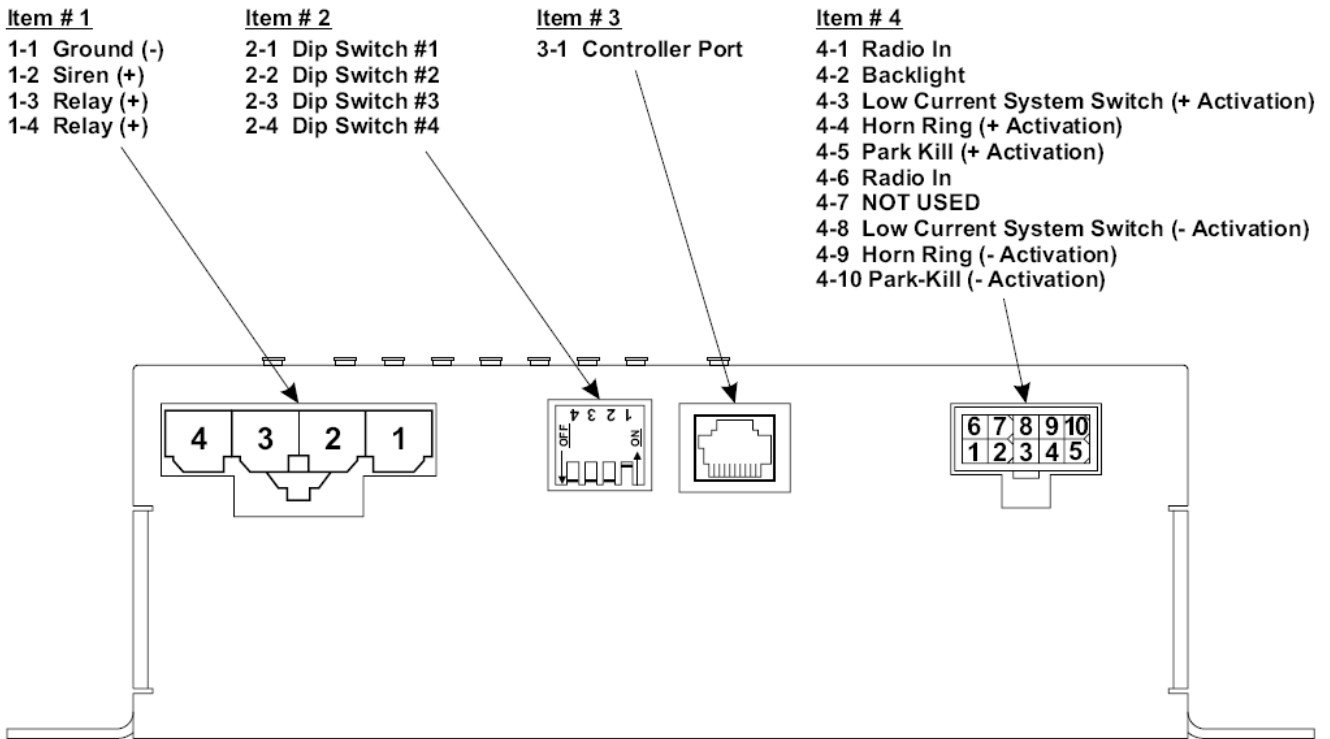 Item # 1
1-1 Ground (-)
1-2 Siren (+)
1-3 Relay (+)
1-4 Relay (+)
Item # 2
2-1 Dip Switch #1
2-2 Dip Switch #2
2-3 Dip Switch #3
2-4 Dip Switch #4
Item # 3
3-1 Controller Port
Item # 4
4-1 Radio In
4-2 Backlight
4-3 Low Current System Switch (+ Activation)
4-4 Horn Ring (+ Activation)
4-5 Park Kill (+ Activation)
4-6 Radio In
4-7 NOT USED
4-8 Low Current System Switch (- Activation)
4-9 Horn Ring (- Activation)
4-10 Park-Kill (- Activation)
4 3 2 1
4 3 2 1
OFF
ON
6 7 8 9 10
1 2 3 4 5